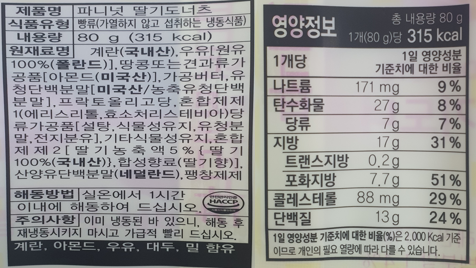 제품명 파니넛 딸기도너츠
식품유형 빵류(가열하지 않고 섭취하는 냉동식품)
내용량 80 g (315 kcal)
원재료명 계란(국내산), 우유[원유
100%(폴란드)], 땅콩또는견과류가
공품[아몬드(미국산)], 가공버터, 유
청단백분말[미국산/농축유청단백
분말], 프락토올리고당, 혼합제제
1(에리스리톨, 효소처리스테비아)당
류가공품[설탕, 식물성유지, 유청분
말, 전지분유], 기타식물성유지, 혼합
제제2[딸기농축액5%{딸기
100%(국내산)}, 합성향료(딸기향)],
산양유단백분말(네덜란드), 팽창제제
해동방법 실온에서 1시간
이내에 해동하여 드십시오.
HACCP
주의사항 이미 냉동된 바 있으니, 해동 후
재냉동시키지 마시고 가급적 빨리 드십시오.
계란, 아몬드, 우유, 대두, 밀 함유
영양정보 총 내용량 80 g
1개(80 g)당 315 kcal
1개당 1일 영양성분
기준치에 대한 비율
나트륨 171 mg 9 %
탄수화물 27 g 8 %
당류 7 g 7 %
지방 17 g 31 %
트랜스지방 0.2 g
포화지방 7.7 g 51 %
콜레스테롤 88 mg 29 %
단백질 13 g 24 %
1일 영양성분 기준치에 대한 비율(%)은 2,000 Kcal 기준
이므로 개인의 필요 열량에 따라 다를 수 있습니다.